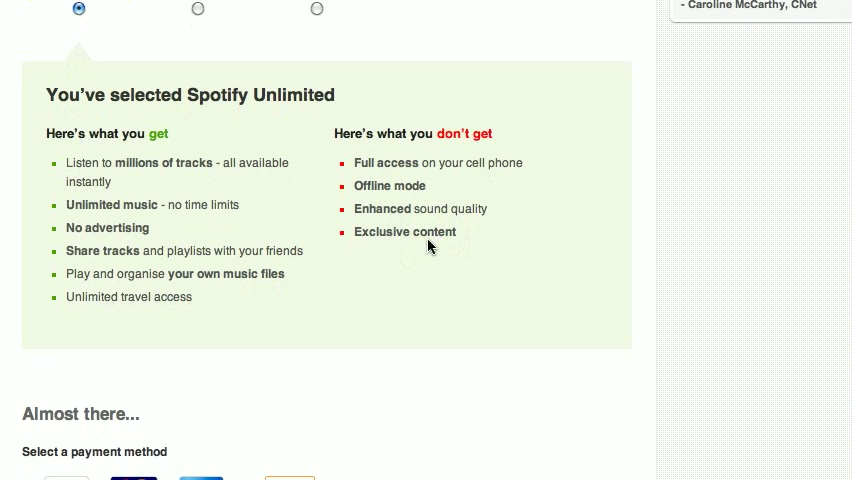 - Caroline McCarthy, CNet
You've selected Spotify Unlimited
Here's what you get
Listen to millions of tracks - all available
instantly
Unlimited music - no time limits
No advertising
Share tracks and playlists with your friends
Play and organise your own music files
Unlimited travel access
Here's what you don't get
Full access on your cell phone
Offline mode
Enhanced sound quality
Exclusive content
Almost there...
Select a payment method